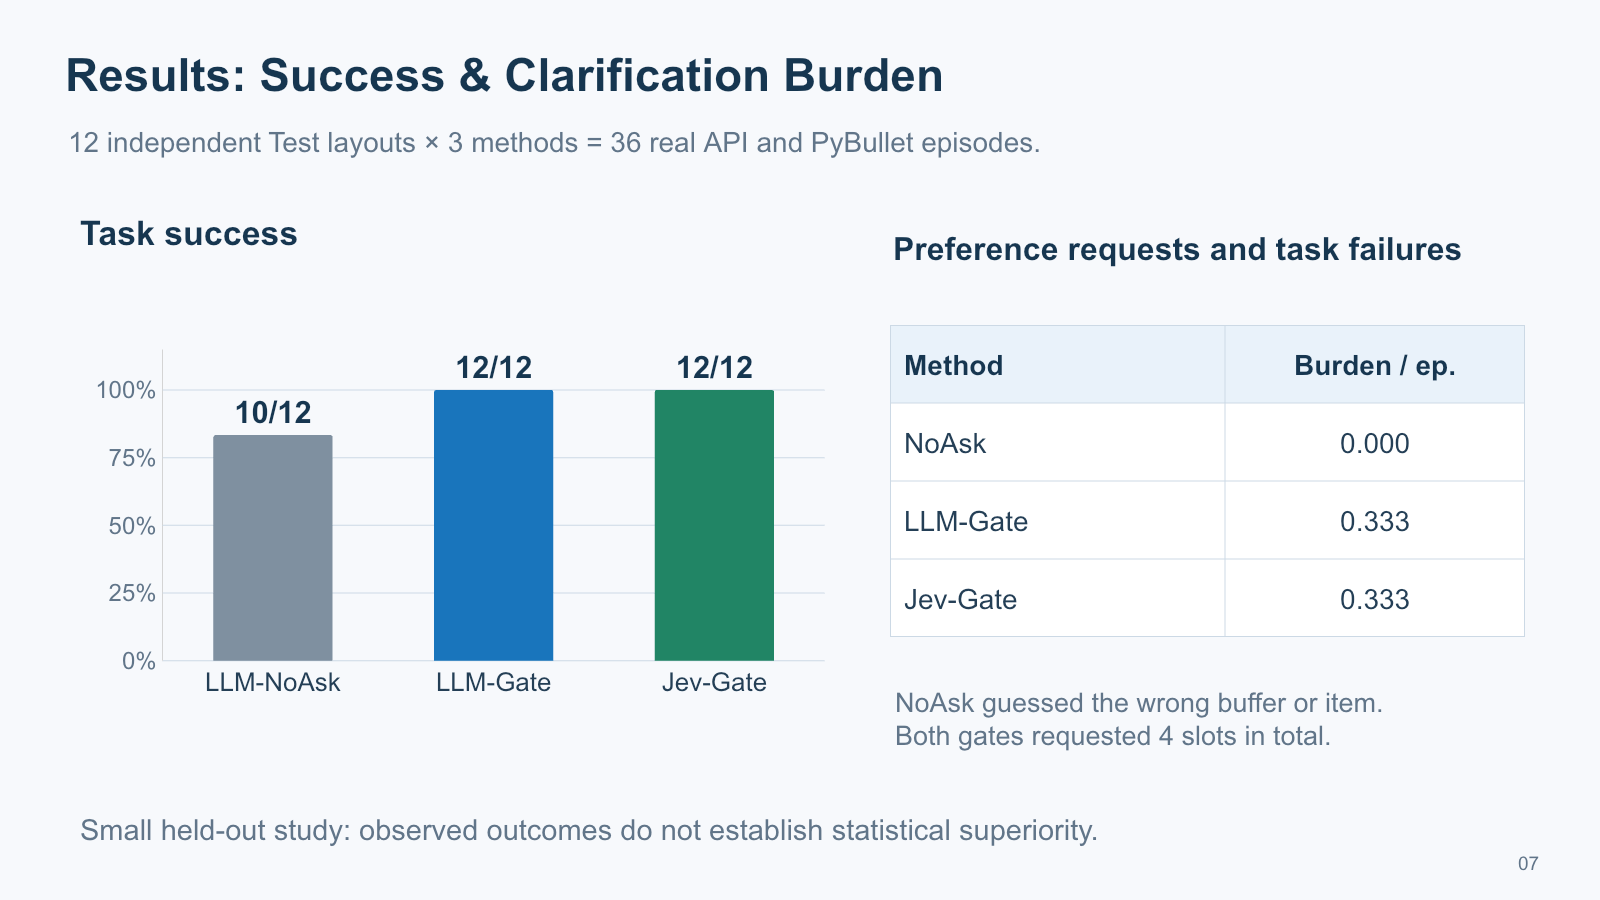 Results: Success & Clarification Burden
12 independent Test layouts × 3 methods = 36 real API and PyBullet episodes.
Task success
12/12
12/12
10/12
100%
75%
50%
25%
0%
LLM-NoAsk
LLM-Gate
Jev-Gate
Preference requests and task failures
Method Burden / ep.
NoAsk 0.000
LLM-Gate 0.333
Jev-Gate 0.333
NoAsk guessed the wrong buffer or item.
Both gates requested 4 slots in total.
Small held-out study: observed outcomes do not establish statistical superiority.
07